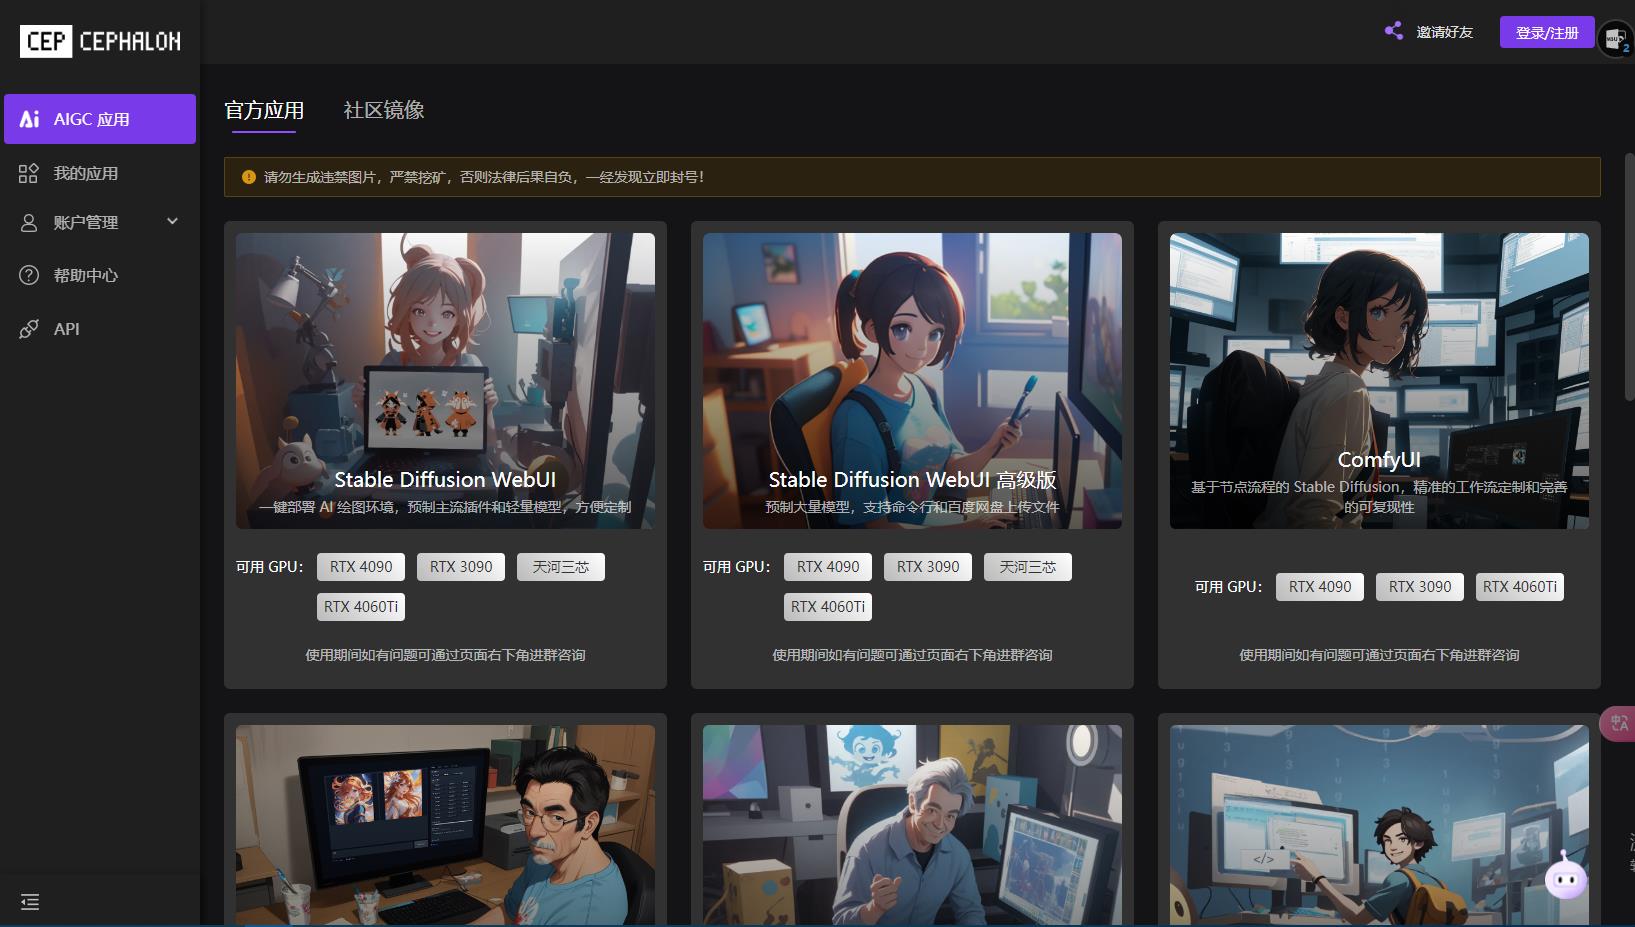 CEP CEPHALON
邀请好友
登录/注册
AIGC 应用
我的应用
账户管理
帮助中心
API
官方应用
社区镜像
请勿生成违禁图片，严禁挖矿，否则法律后果自负，一经发现立即封号！
Stable Diffusion WebUI
一键部署 AI 绘图环境，预制主流插件和轻量模型，方便定制
可用 GPU：
RTX 4090
RTX 3090
天河三芯
RTX 4060Ti
使用期间如有问题可通过页面右下角进群咨询
Stable Diffusion WebUI 高级版
预制大量模型，支持命令行和百度网盘上传文件
可用 GPU：
RTX 4090
RTX 3090
天河三芯
RTX 4060Ti
使用期间如有问题可通过页面右下角进群咨询
ComfyUI
基于节点流程的 Stable Diffusion，精准的工作流定制和完善
的可复现性
可用 GPU：
RTX 4090
RTX 3090
RTX 4060Ti
使用期间如有问题可通过页面右下角进群咨询